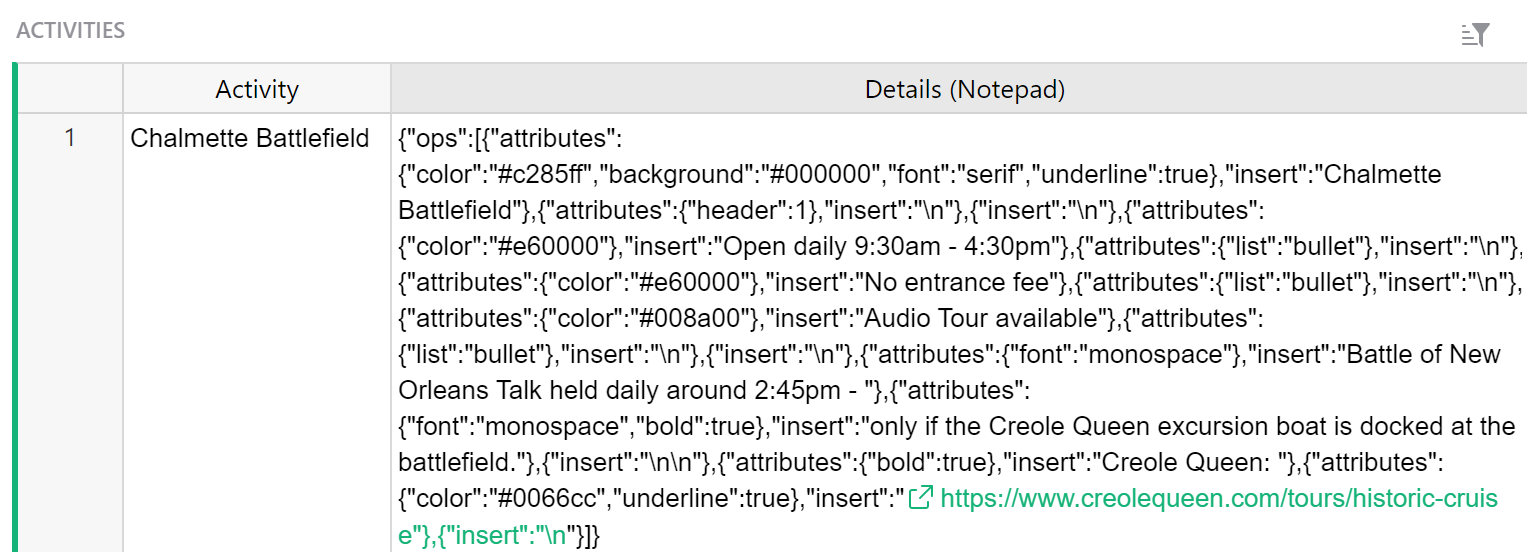 ACTIVITIES
Activity
Details (Notepad)
1
Chalmette Battlefield
{"ops":[{"attributes":
{"color":"#c285ff","background":"#000000","font":"serif","underline":true},"insert":"Chalmette
Battlefield"},{"attributes":{"header":1},"insert":"\n"},{"insert":"\n"},{"attributes":
{"color":"#e60000"},"insert":"Open daily 9:30am - 4:30pm"},{"attributes":{"list":"bullet"},"insert":"\n"},
{"attributes":{"color":"#e60000"},"insert":"No entrance fee"},{"attributes":{"list":"bullet"},"insert":"\n"},
{"attributes":{"color":"#008a00"},"insert":"Audio Tour available"},{"attributes":
{"list":"bullet"},"insert":"\n"},{"insert":"\n"},{"attributes":{"font":"monospace"},"insert":"Battle of New
Orleans Talk held daily around 2:45pm - "},{"attributes":
{"font":"monospace","bold":true},"insert":"only if the Creole Queen excursion boat is docked at the
battlefield."},{"insert":"\n\n"},{"attributes":{"bold":true},"insert":"Creole Queen: "},{"attributes":
{"color":"#0066cc","underline":true},"insert":"https://www.creolequeen.com/tours/historic-cruis
e"},{"insert":"\n"}]}